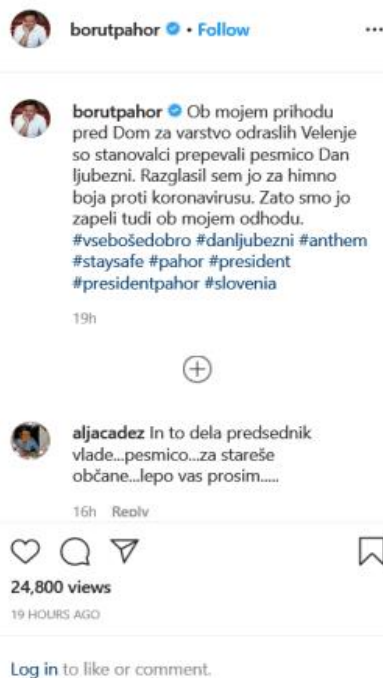 borutpahor • Follow
borutpahor Ob mojem prihodu
pred Dom za varstvo odraslih Velenje
so stanovalci prepevali pesmico Dan
ljubezni. Razglasil sem jo za himno
boja proti koronavirusu. Zato smo jo
zapeli tudi ob mojem odhodu.
#vsebošedobro #danljubezni #anthem
#staysafe #pahor #president
#presidentpahor #slovenia
19h
aljacadez In to dela predsednik
vlade...pesmico...za stareše
občane...lepo vas prosim.....
16h Reply
24,800 views
19 HOURS AGO
Log in to like or comment.